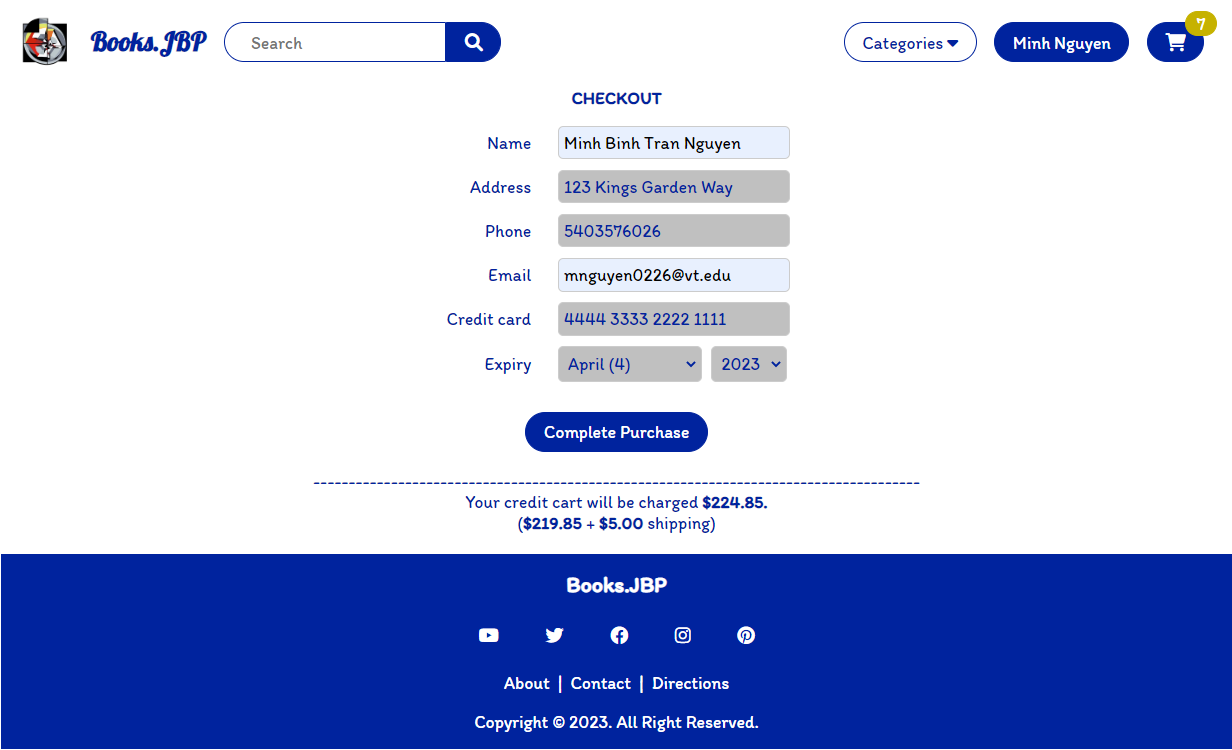 Books.JBP Search Categories Minh Nguyen 7
CHECKOUT
Name Minh Binh Tran Nguyen
Address 123 Kings Garden Way
Phone 5403576026
Email mnguyen0226@vt.edu
Credit card 4444 3333 2222 1111
Expiry April (4) 2023
Complete Purchase
--------------------------------------------------------------------------------------
Your credit cart will be charged $224.85.
($219.85 + $5.00 shipping)
Books.JBP
About | Contact | Directions
Copyright © 2023. All Right Reserved.